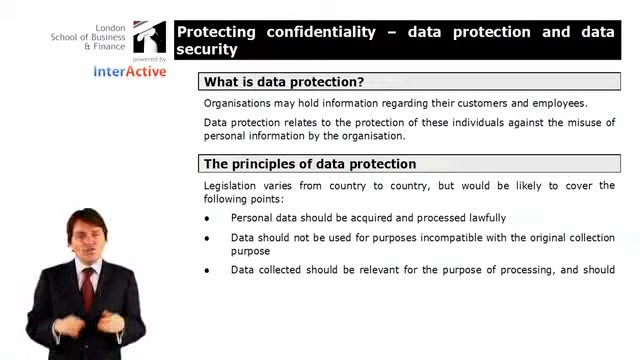 London
School of Business
& Finance
powered by
InterActive
Protecting confidentiality – data protection and data
security
What is data protection?
Organisations may hold information regarding their customers and employees.
Data protection relates to the protection of these individuals against the misuse of
personal information by the organisation.
The principles of data protection
Legislation varies from country to country, but would be likely to cover the
following points:
● Personal data should be acquired and processed lawfully
● Data should not be used for purposes incompatible with the original collection
purpose
● Data collected should be relevant for the purpose of processing, and should